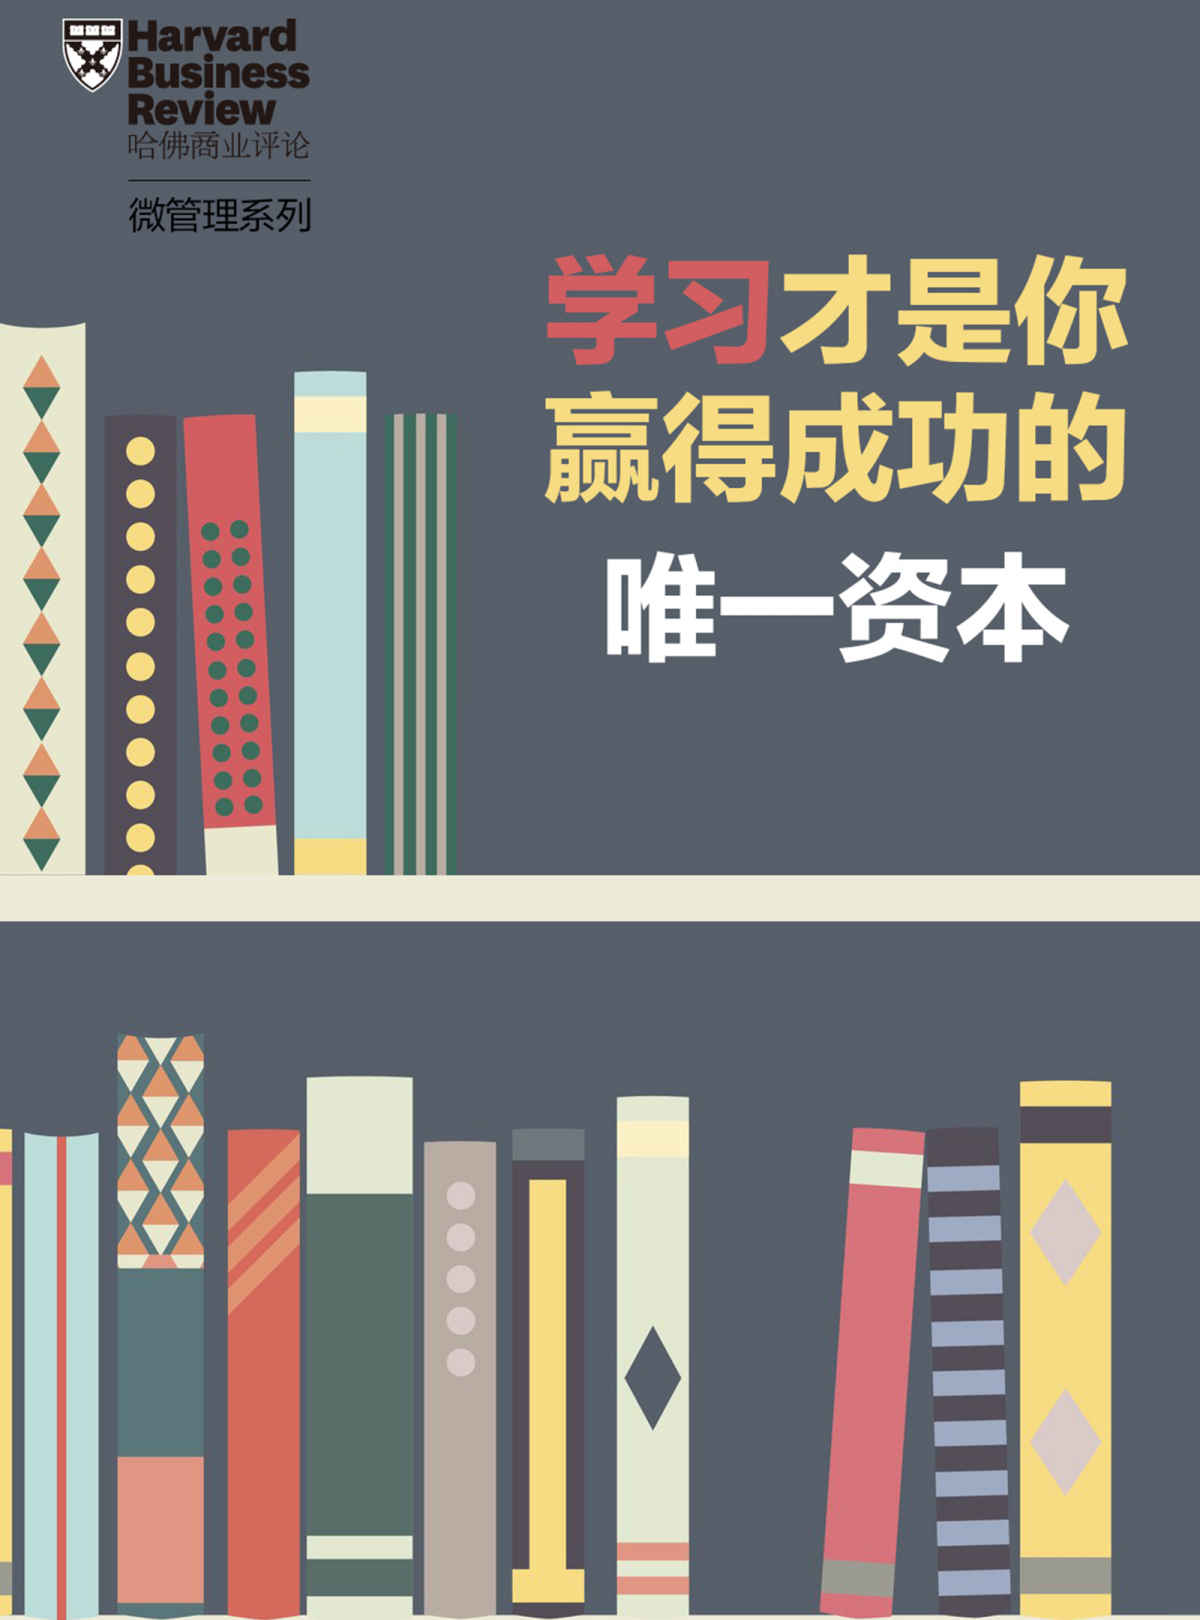 Harvard
Business
Review
哈佛商业评论
微管理系列
学习才是你
赢得成功的
唯一资本